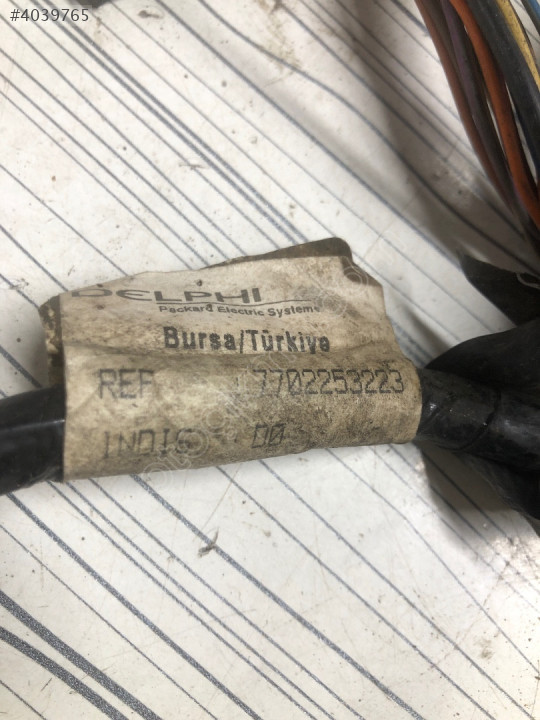 #4039765
DELPHI
Packard Electric Systems
Bursa/Türkiye
REF : 7702253223
INDIC : 00